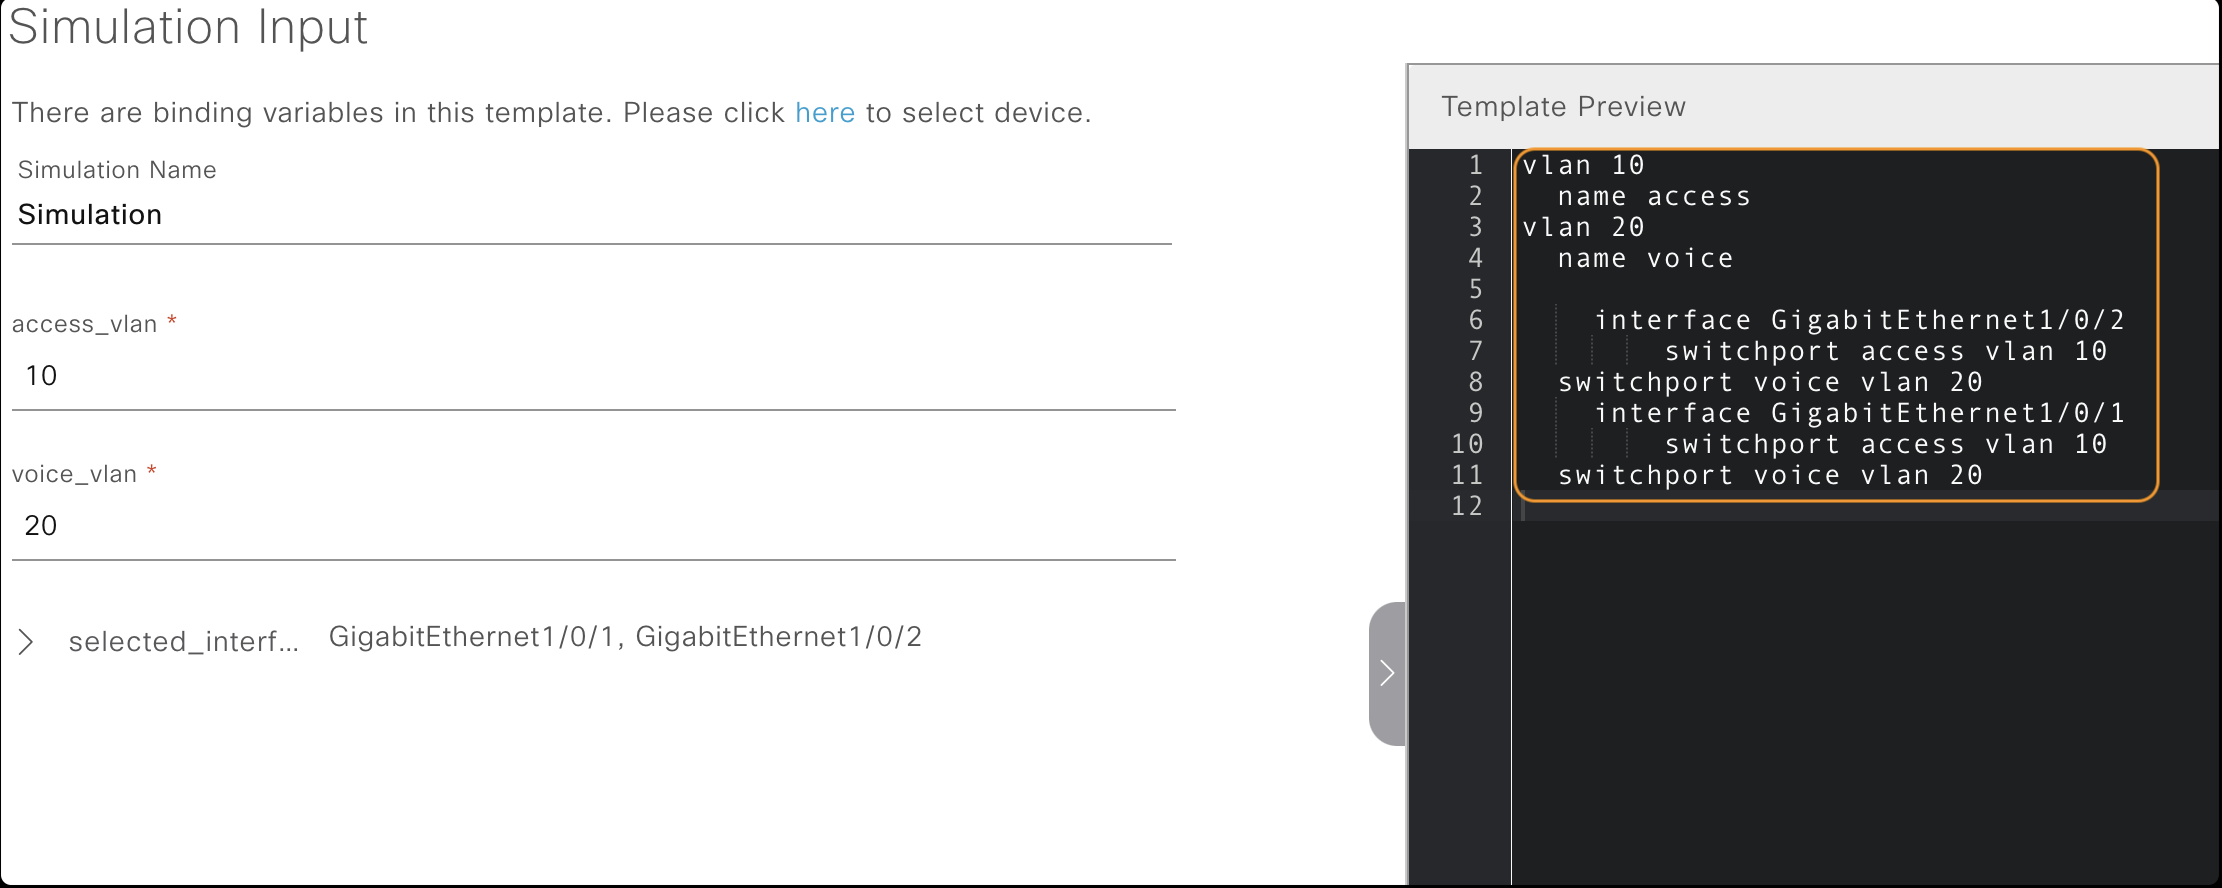 Simulation Input
There are binding variables in this template. Please click here to select device.
Simulation Name
Simulation
access_vlan *
10
voice_vlan *
20
selected_interf... GigabitEthernet1/0/1, GigabitEthernet1/0/2
Template Preview
1 vlan 10
2 name access
3 vlan 20
4 name voice
5
6 interface GigabitEthernet1/0/2
7 switchport access vlan 10
8 switchport voice vlan 20
9 interface GigabitEthernet1/0/1
10 switchport access vlan 10
11 switchport voice vlan 20
12